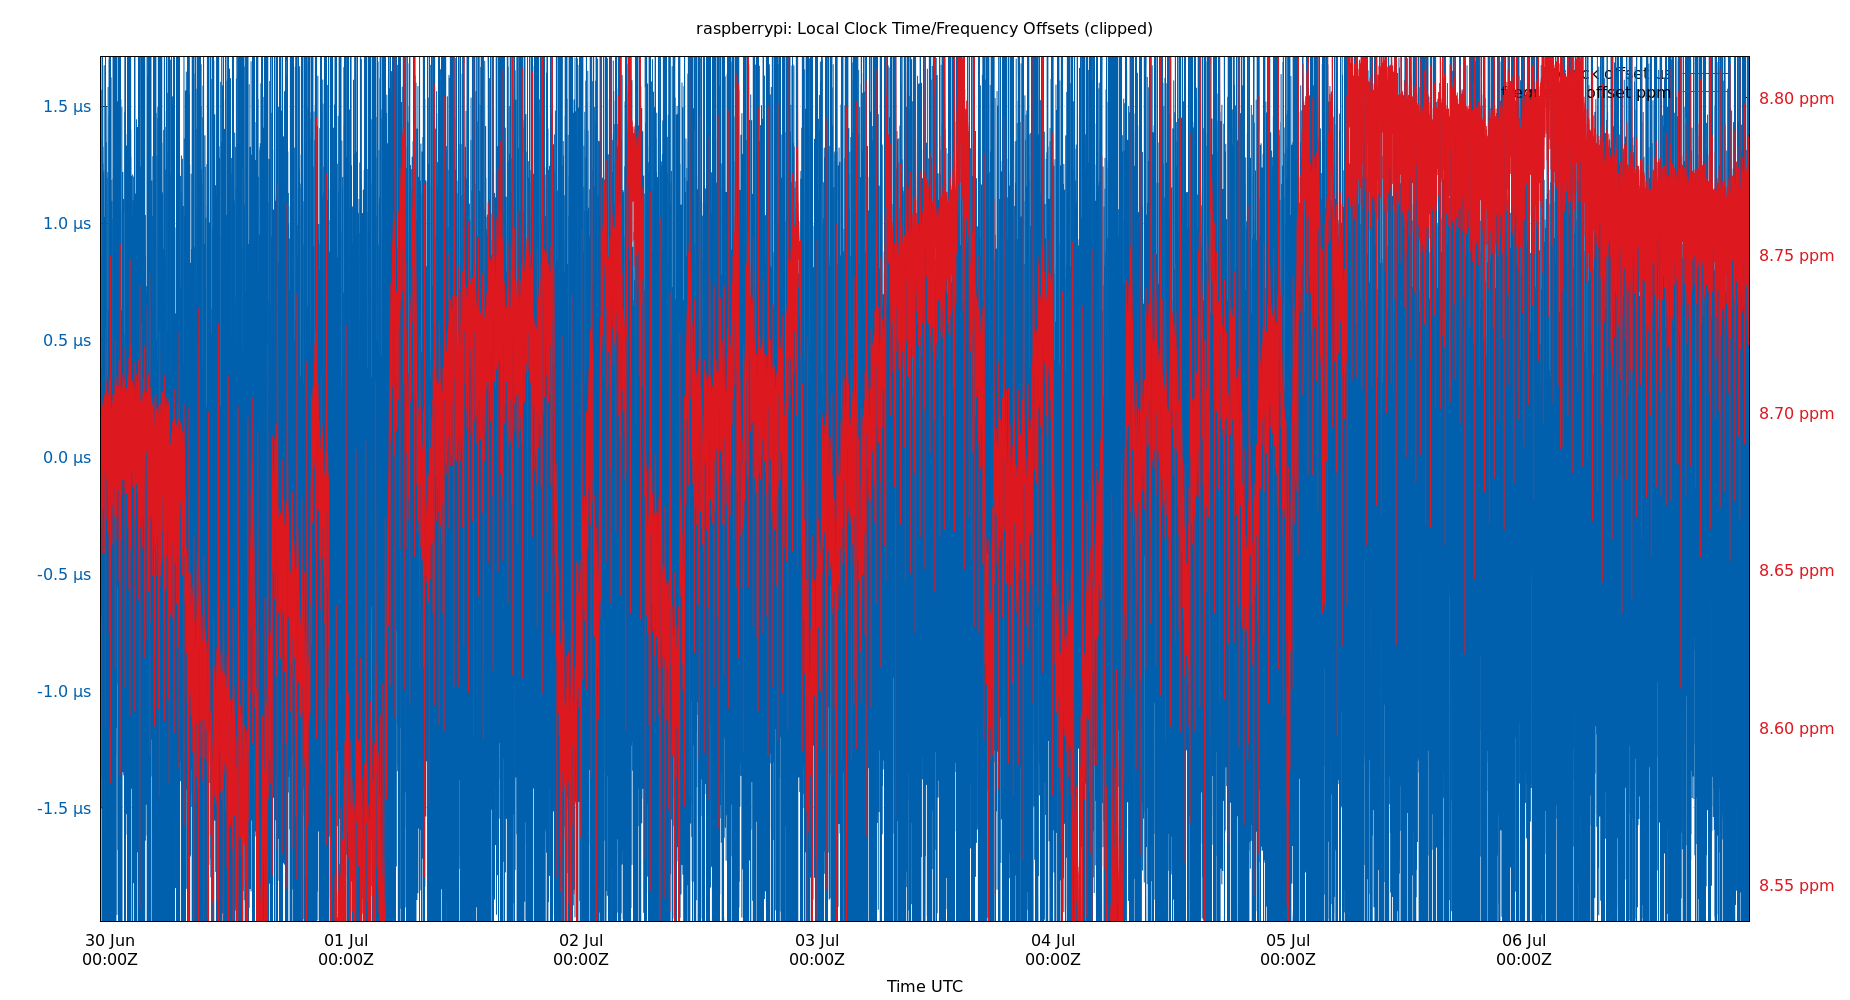 raspberrypi: Local Clock Time/Frequency Offsets (clipped)
offset
offset ppm
1.5 µs
1.0 µs
0.5 µs
0.0 µs
-0.5 µs
-1.0 µs
-1.5 µs
8.80 ppm
8.75 ppm
8.70 ppm
8.65 ppm
8.60 ppm
8.55 ppm
30 Jun 01 Jul 02 Jul 03 Jul 04 Jul 05 Jul 06 Jul
00:00Z 00:00Z 00:00Z 00:00Z 00:00Z 00:00Z 00:00Z
Time UTC